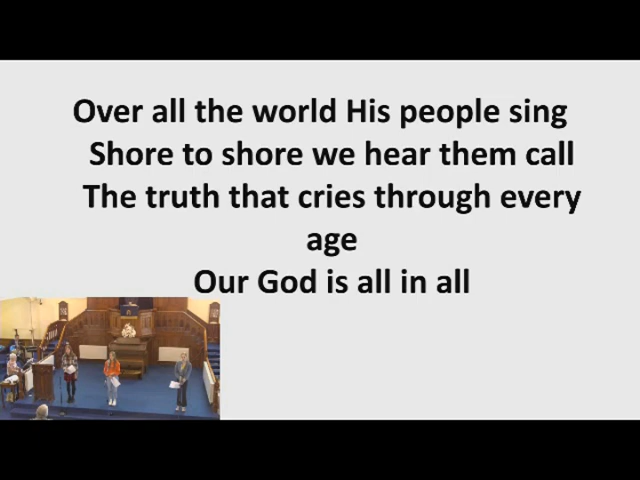 Over all the world His people sing
Shore to shore we hear them call
The truth that cries through every
age
Our God is all in all